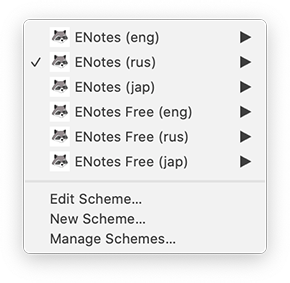 ENotes (eng)
ENotes (rus)
ENotes (jap)
ENotes Free (eng)
ENotes Free (rus)
ENotes Free (jap)
Edit Scheme...
New Scheme...
Manage Schemes...